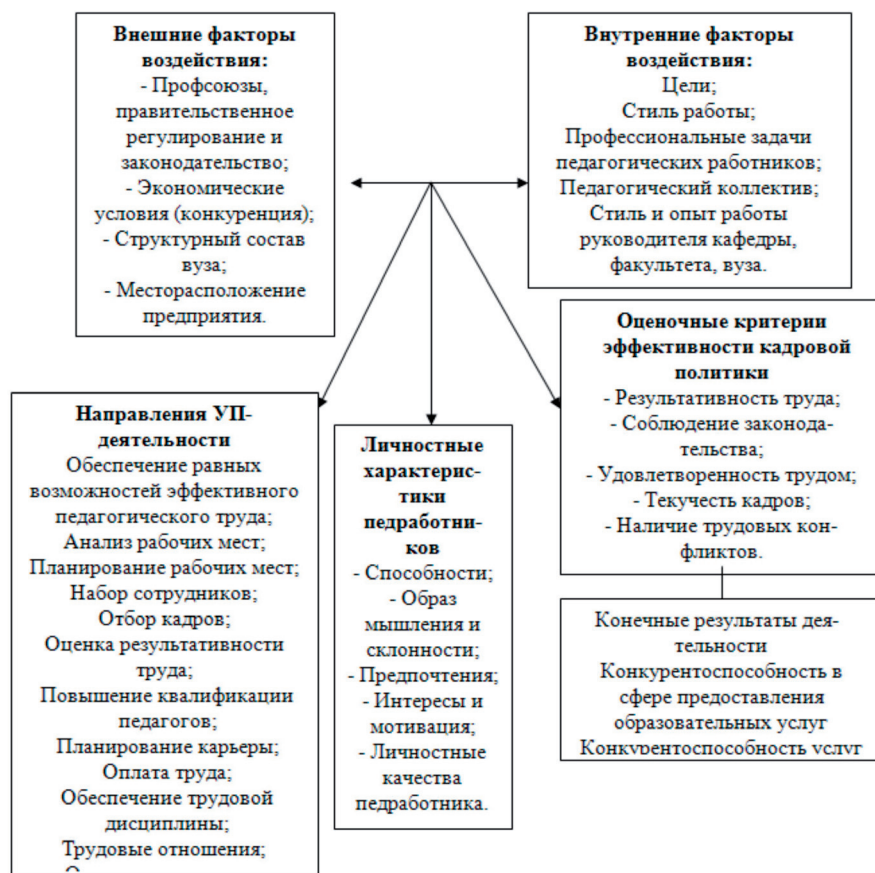 Внешние факторы
воздействия:
- Профсоюзы,
правительственное
регулирование и
законодательство;
- Экономические
условия (конкуренция);
- Структурный состав
вуза;
- Месторасположение
предприятия.
Внутренние факторы
воздействия:
Цели;
Стиль работы;
Профессиональные задачи
педагогических работников;
Педагогический коллектив;
Стиль и опыт работы
руководителя кафедры,
факультета, вуза.
Направления УП-
деятельности
Обеспечение равных
возможностей эффективного
педагогического труда;
Анализ рабочих мест;
Планирование рабочих мест;
Набор сотрудников;
Отбор кадров;
Оценка результативности
труда;
Повышение квалификации
педагогов;
Планирование карьеры;
Оплата труда;
Обеспечение трудовой
дисциплины;
Трудовые отношения;
Личностные
характерис-
тики
педработни-
ков
- Способности;
- Образ
мышления и
склонности;
- Предпочтения;
- Интересы и
мотивация;
- Личностные
качества
педработника.
Оценочные критерии
эффективности кадровой
политики
- Результативность труда;
- Соблюдение законода-
тельства;
- Удовлетворенность трудом;
- Текучесть кадров;
- Наличие трудовых кон-
фликтов.
Конечные результаты дея-
тельности
Конкурентоспособность в
сфере предоставления
образовательных услуг
Конкурентоспособность услуг